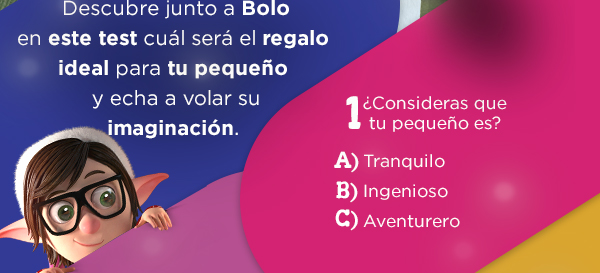 Descubre junto a Bolo
en este test cuál será el regalo
ideal para tu pequeño
y echa a volar su
imaginación.
1 ¿Consideras que
tu pequeño es?
A) Tranquilo
B) Ingenioso
C) Aventurero